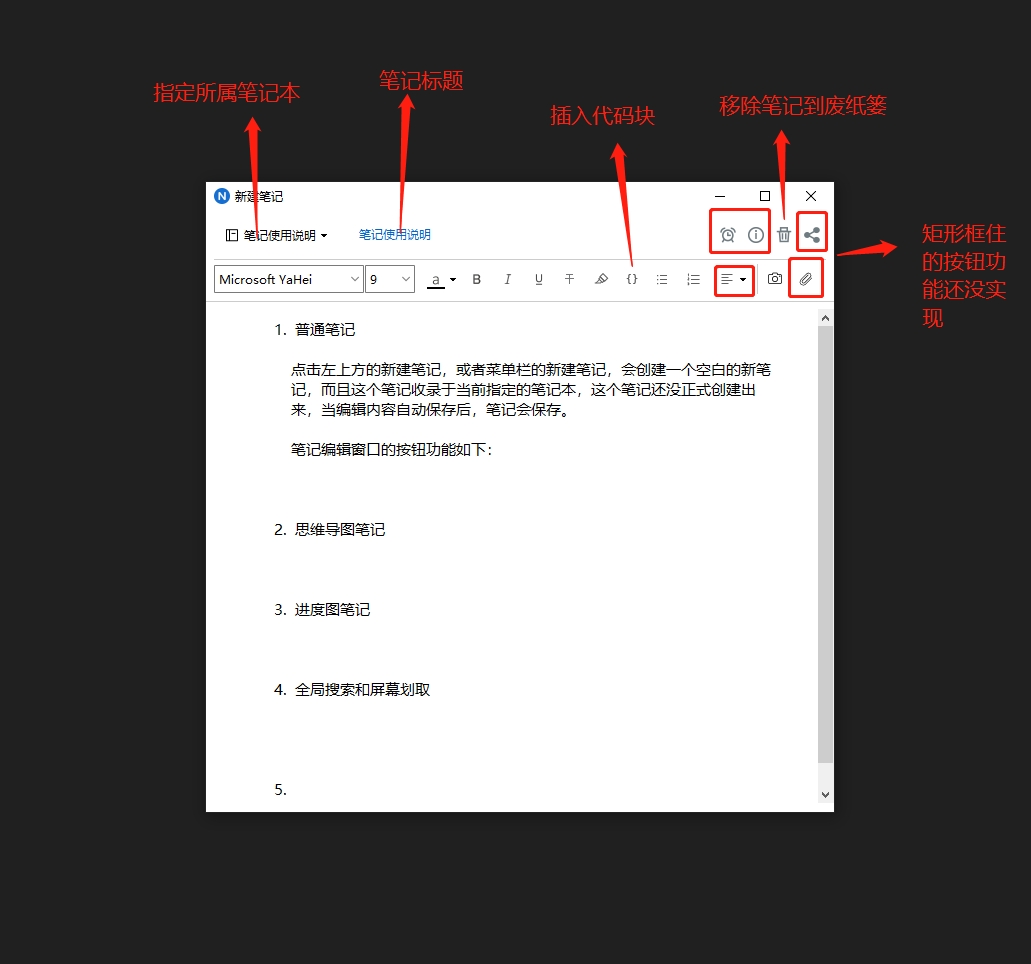 笔记标题
指定所属笔记本
移除笔记到废纸篓
插入代码块
N 新建笔记
笔记使用说明 笔记使用说明
矩形框住
的按钮功
能还没实
现
Microsoft YaHei 9 a B I U T {}
1. 普通笔记
点击左上方的新建笔记，或者菜单栏的新建笔记，会创建一个空白的新笔
记，而且这个笔记收录于当前指定的笔记本，这个笔记还没正式创建出
来，当编辑内容自动保存后，笔记会保存。
笔记编辑窗口的按钮功能如下：
2. 思维导图笔记
3. 进度图笔记
4. 全局搜索和屏幕划取
5.